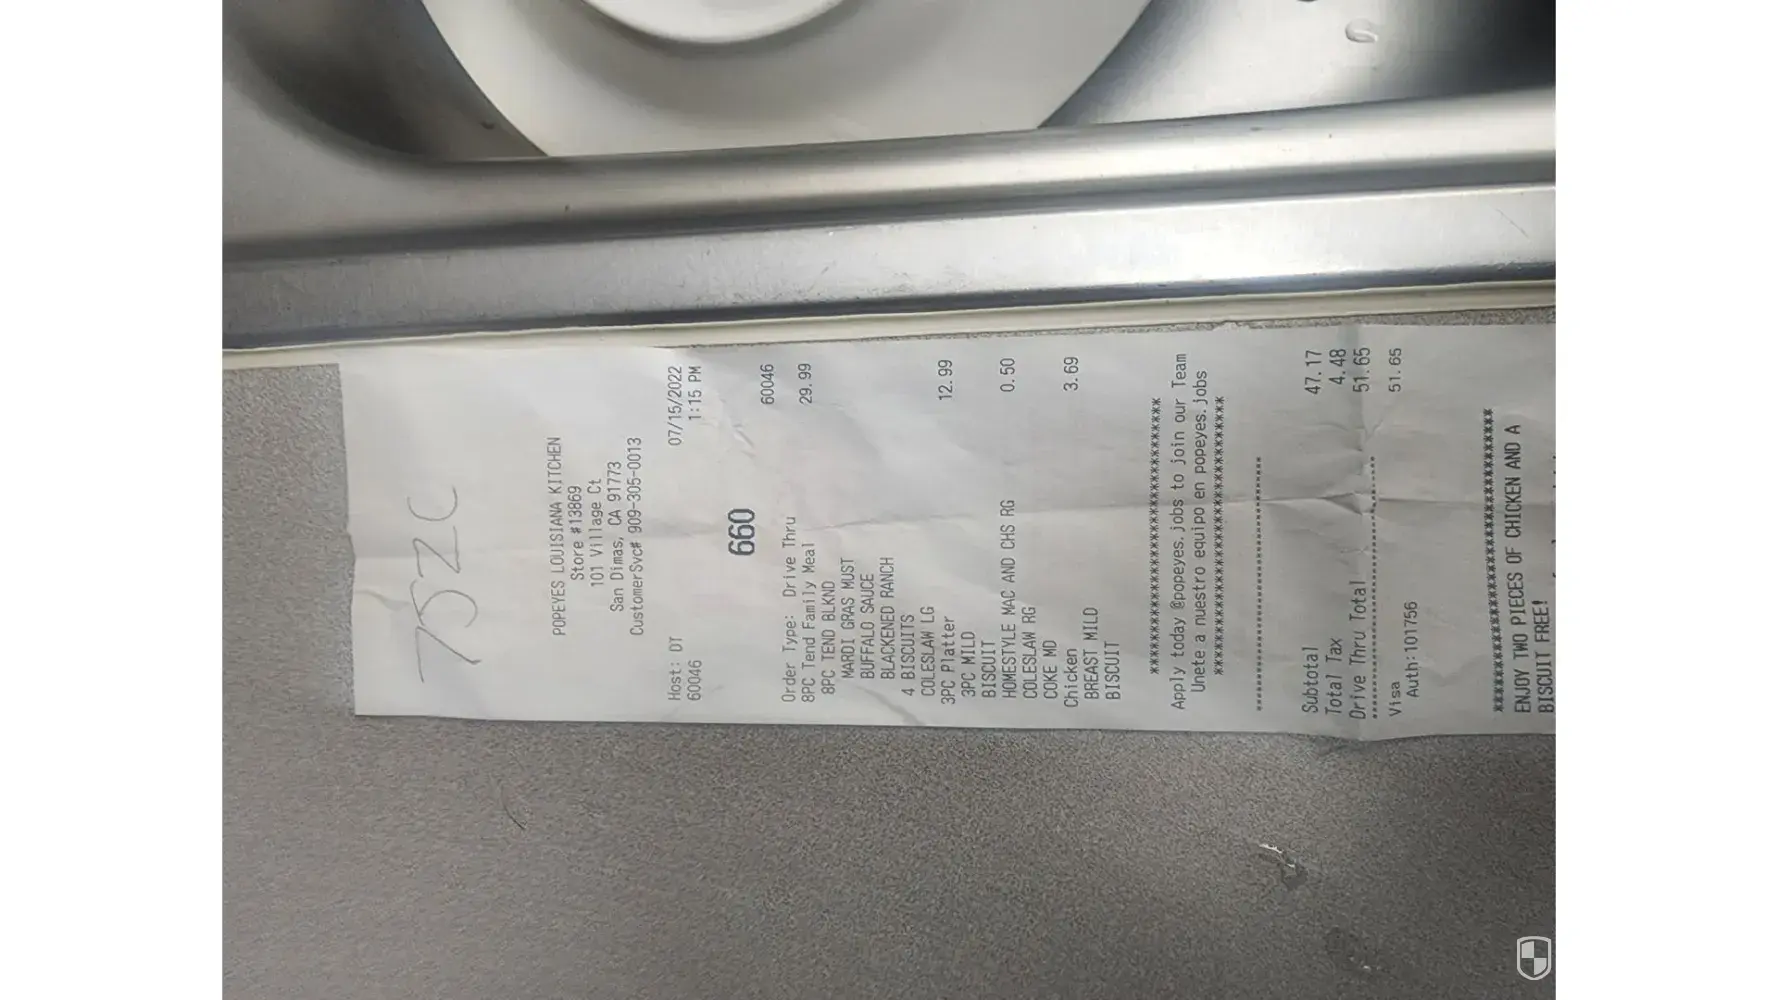 752C
POPEYES LOUISIANA KITCHEN
Store #13869
101 Village Ct
San Dimas, CA 91773
CustomerSvc# 909-305-0013
Host: DT 07/15/2022
60046 1:15 PM
660
60046
Order Type: Drive Thru
8PC Tend Family Meal 29.99
8PC TEND BLKND
MARDI GRAS MUST
BUFFALO SAUCE
BLACKENED RANCH
4 BISCUITS
COLESLAW LG
3PC Platter 12.99
3PC MILD
BISCUIT
HOMESTYLE MAC AND CHS RG 0.50
COLESLAW RG
COKE MD
Chicken 3.69
BREAST MILD
BISCUIT
Apply today @popeyes.jobs to join our Team
Unete a nuestro equipo en popeyes.jobs
Subtotal 47.17
Total Tax 4.48
Drive Thru Total 51.65
Visa 51.65
Auth:101756
ENJOY TWO PIECES OF CHICKEN AND A
BISCUIT FREE!